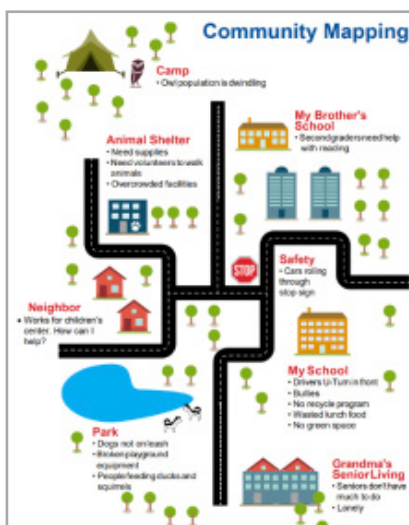 Community Mapping
Camp
• Owl population is dwindling
My Brother's
School
• Second graders need help
with reading
Animal Shelter
• Need supplies
• Need volunteers to walk
animals
• Overcrowded facilities
STOP
Safety
• Cars rolling
through
stop sign
Neighbor
• Works for children's
center. How can I
help?
My School
• Drivers U-Turn in front
• Bullies
• No recycle program
• Wasted lunch food
• No green space
Park
• Dogs not on leash
• Broken playground
equipment
• People feeding ducks and
squirrels
Grandma's
Senior Living
• Seniors don't have
much to do
• Lonely